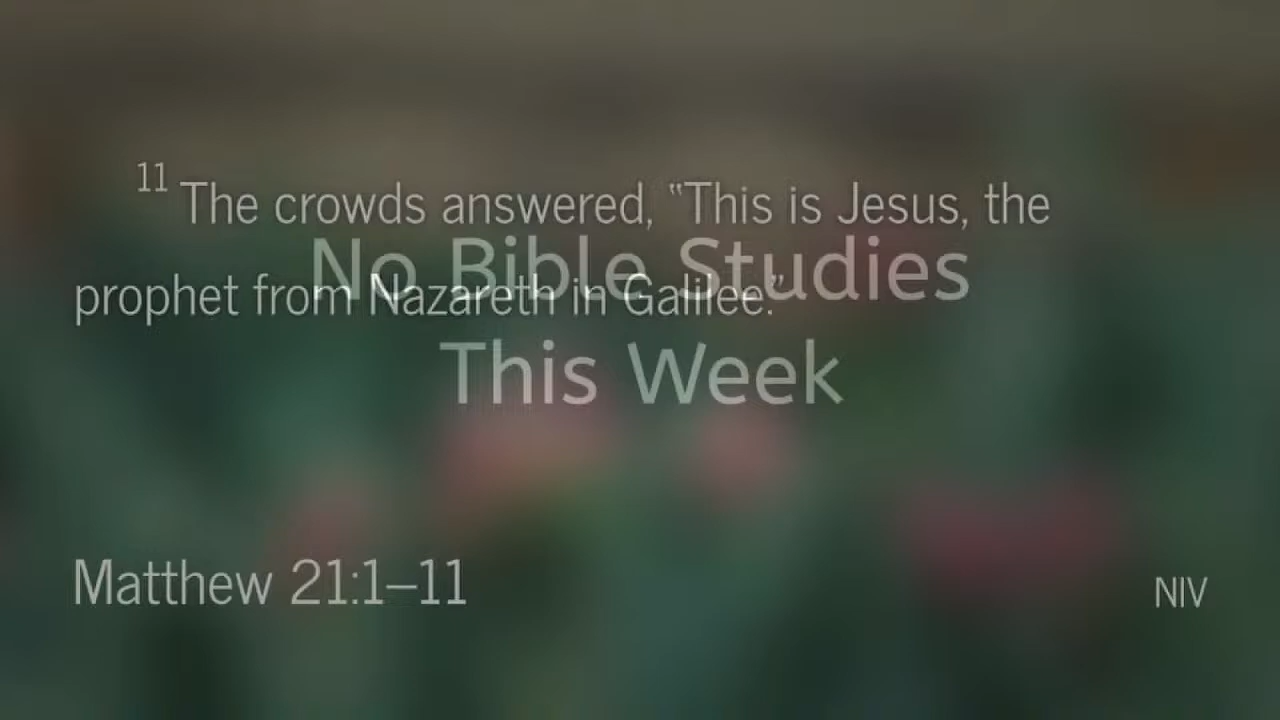 11 The crowds answered, “This is Jesus, the
No Bible Studies
prophet from Nazareth in Galilee.”
This Week
Matthew 21:1–11
NIV